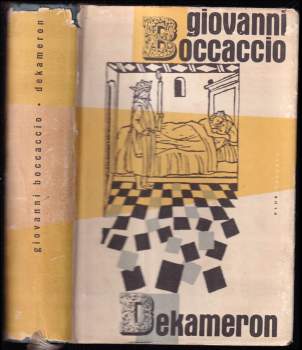 giovanni
Boccaccio
Dekameron
giovanni boccaccio • dekameron